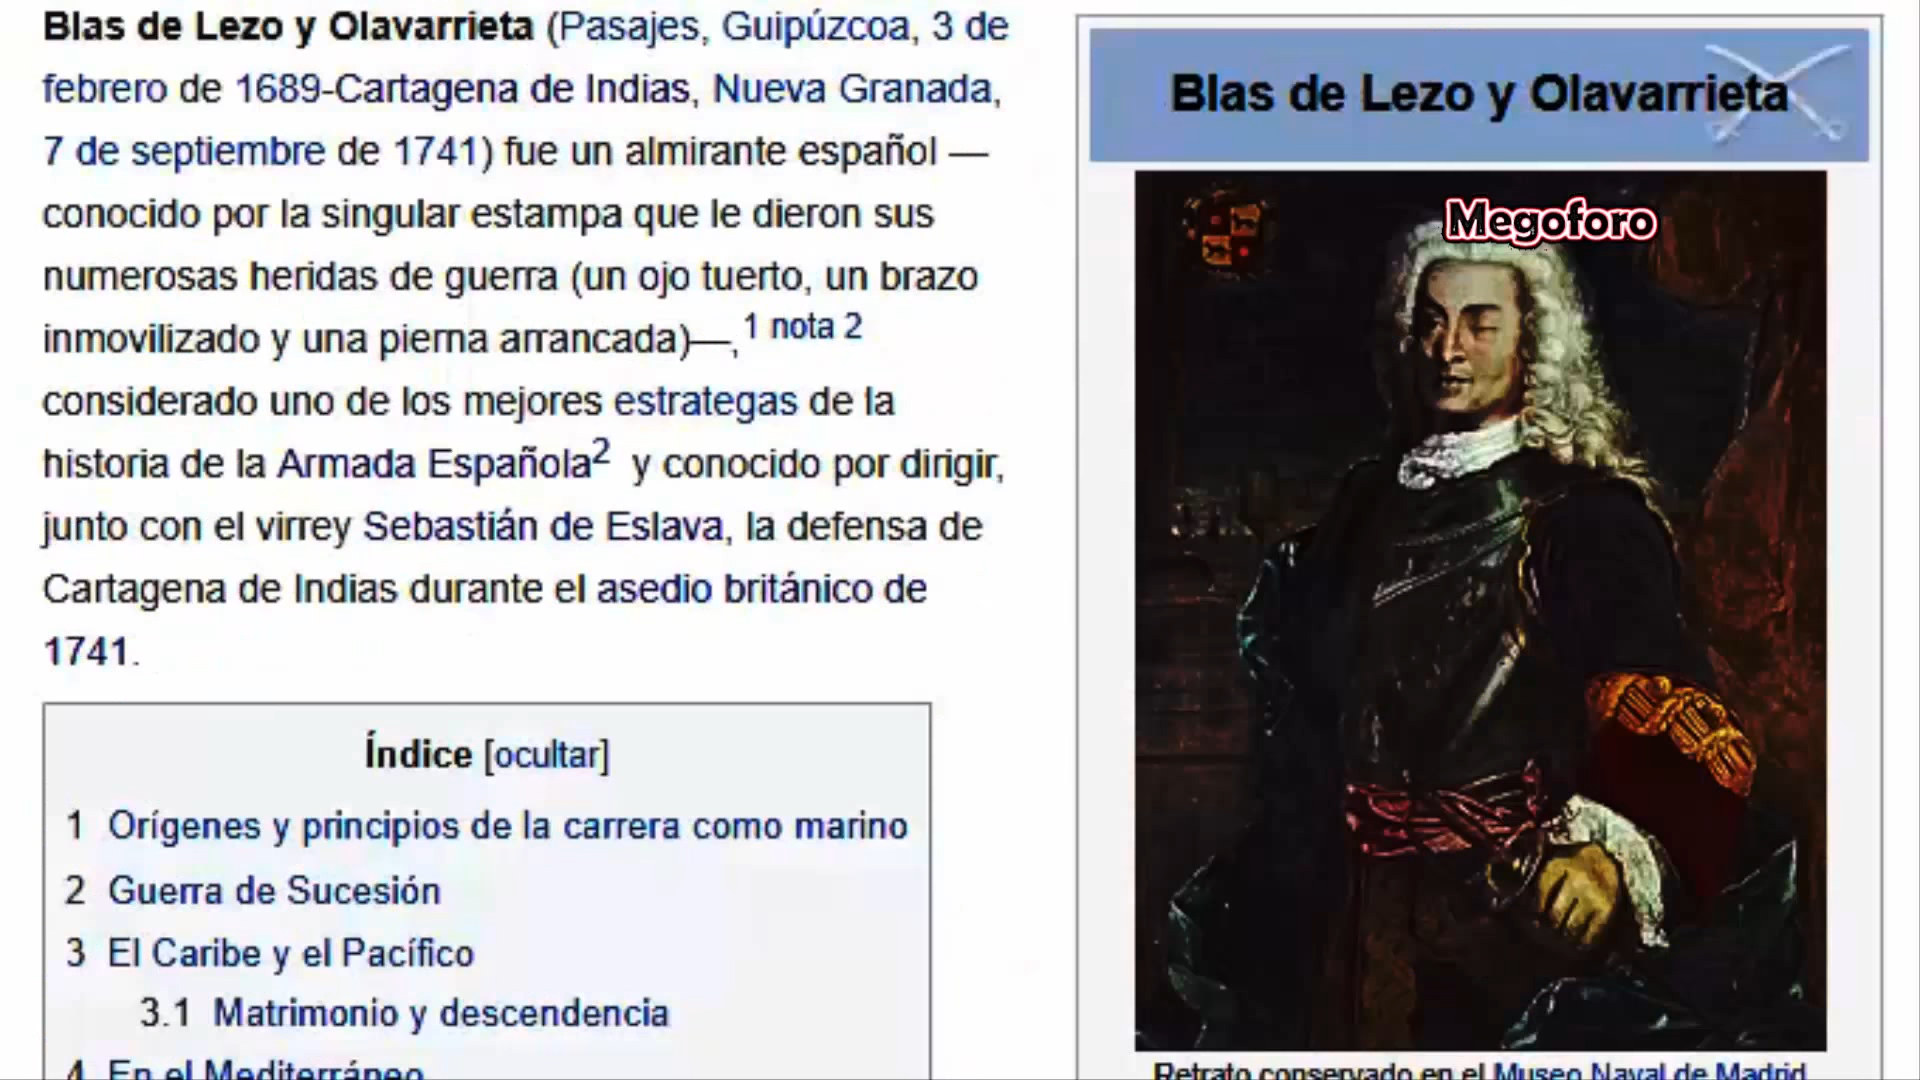 Blas de Lezo y Olavarrieta (Pasajes, Guipúzcoa, 3 de
febrero de 1689-Cartagena de Indias, Nueva Granada,
7 de septiembre de 1741) fue un almirante español —
conocido por la singular estampa que le dieron sus
numerosas heridas de guerra (un ojo tuerto, un brazo
inmovilizado y una pierna arrancada)—,1 nota 2
considerado uno de los mejores estrategas de la
historia de la Armada Española2 y conocido por dirigir,
junto con el virrey Sebastián de Eslava, la defensa de
Cartagena de Indias durante el asedio británico de
1741.
Índice [ocultar]
1 Orígenes y principios de la carrera como marino
2 Guerra de Sucesión
3 El Caribe y el Pacífico
3.1 Matrimonio y descendencia
4 En el Mediterráneo
Blas de Lezo y Olavarrieta
Megoforo
Retrato conservado en el Museo Naval de Madrid